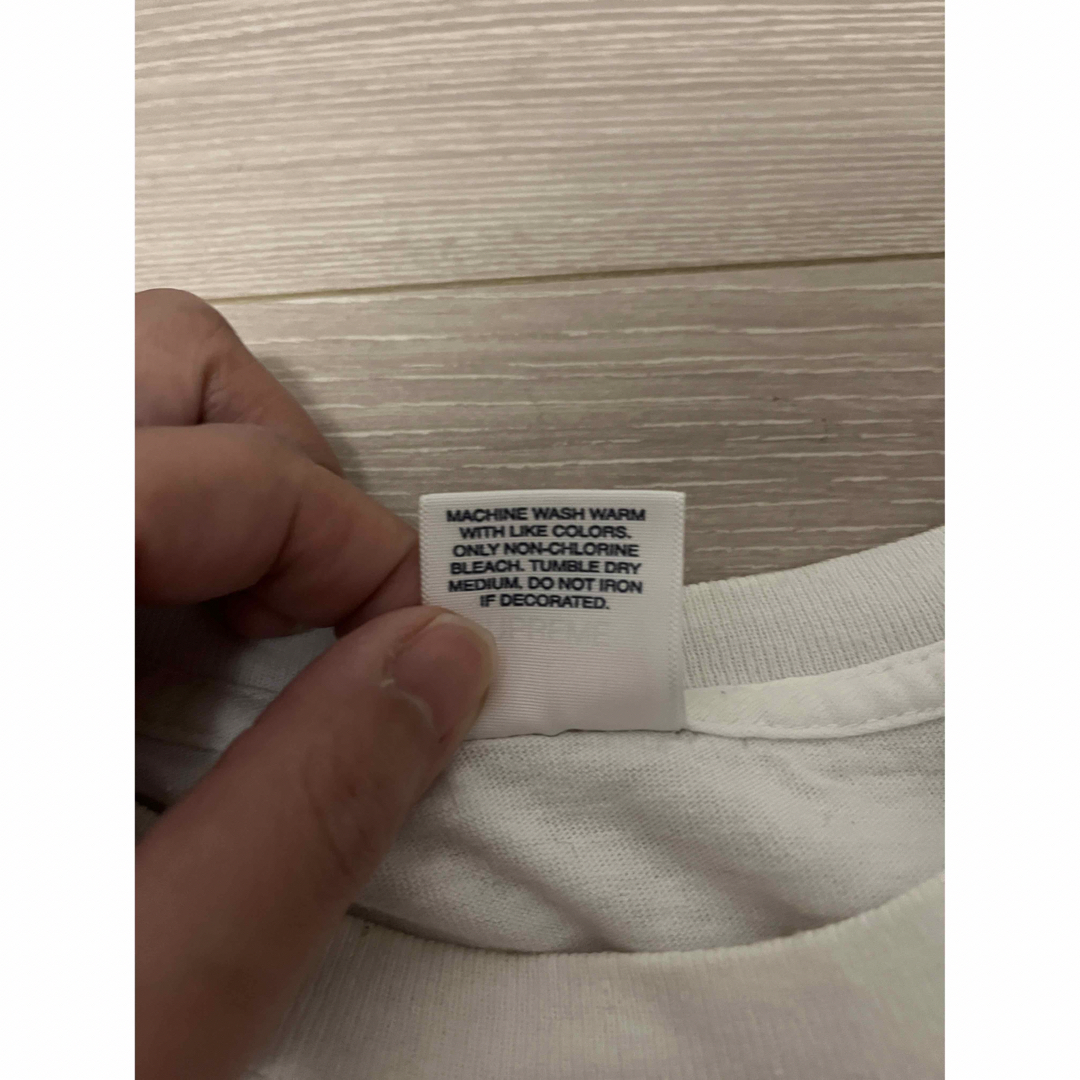 MACHINE WASH WARM
WITH LIKE COLORS.
ONLY NON-CHLORINE
BLEACH. TUMBLE DRY
MEDIUM. DO NOT IRON
IF DECORATED.